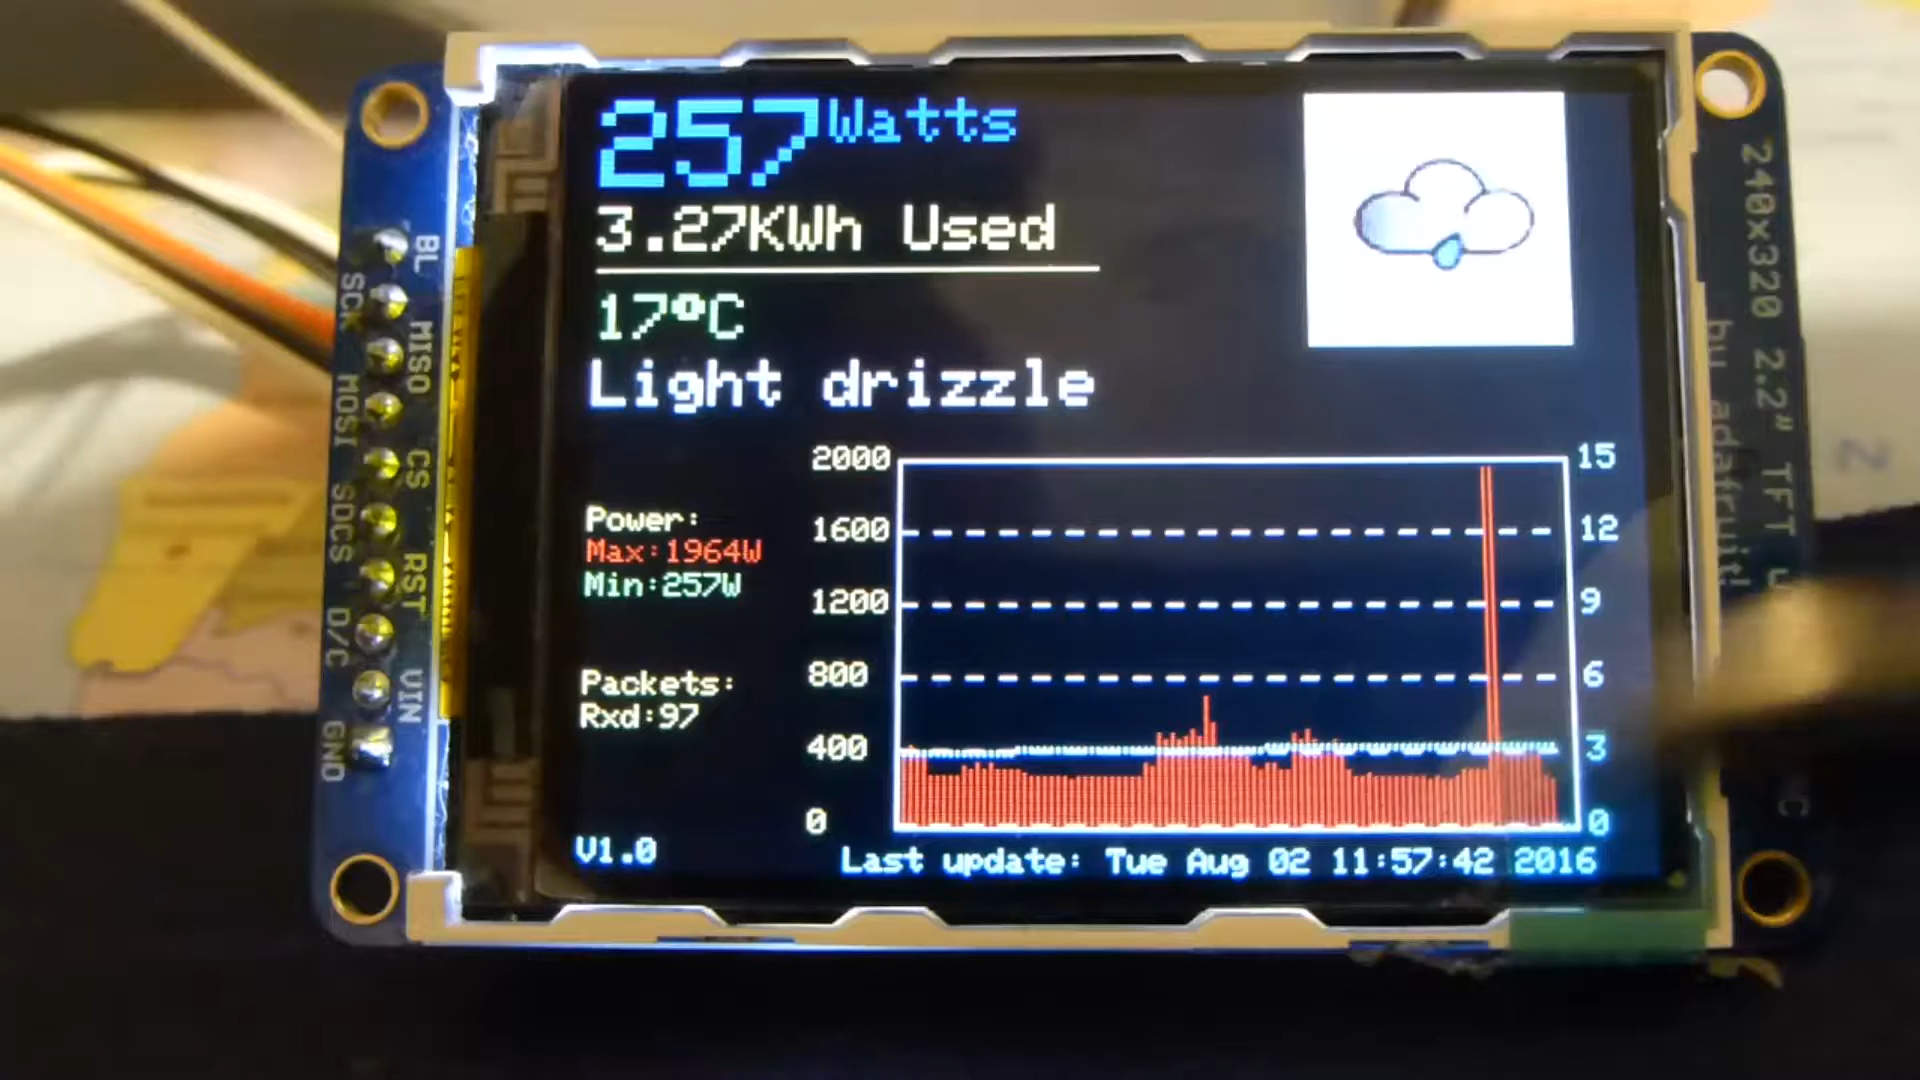 257Watts
3.27KWh Used
17ºC
Light drizzle
Power:
Max:1964W
Min:257W
Packets:
Rxd:97
V1.0
2000
1600
1200
800
400
0
15
12
9
6
3
0
Last update: Tue Aug 02 11:57:42 2016
BL
SCK
MISO
MOSI
CS
SDCS
RST
D/C
VIN
GND
240x320 2.2" TFT
by adafruit!
2